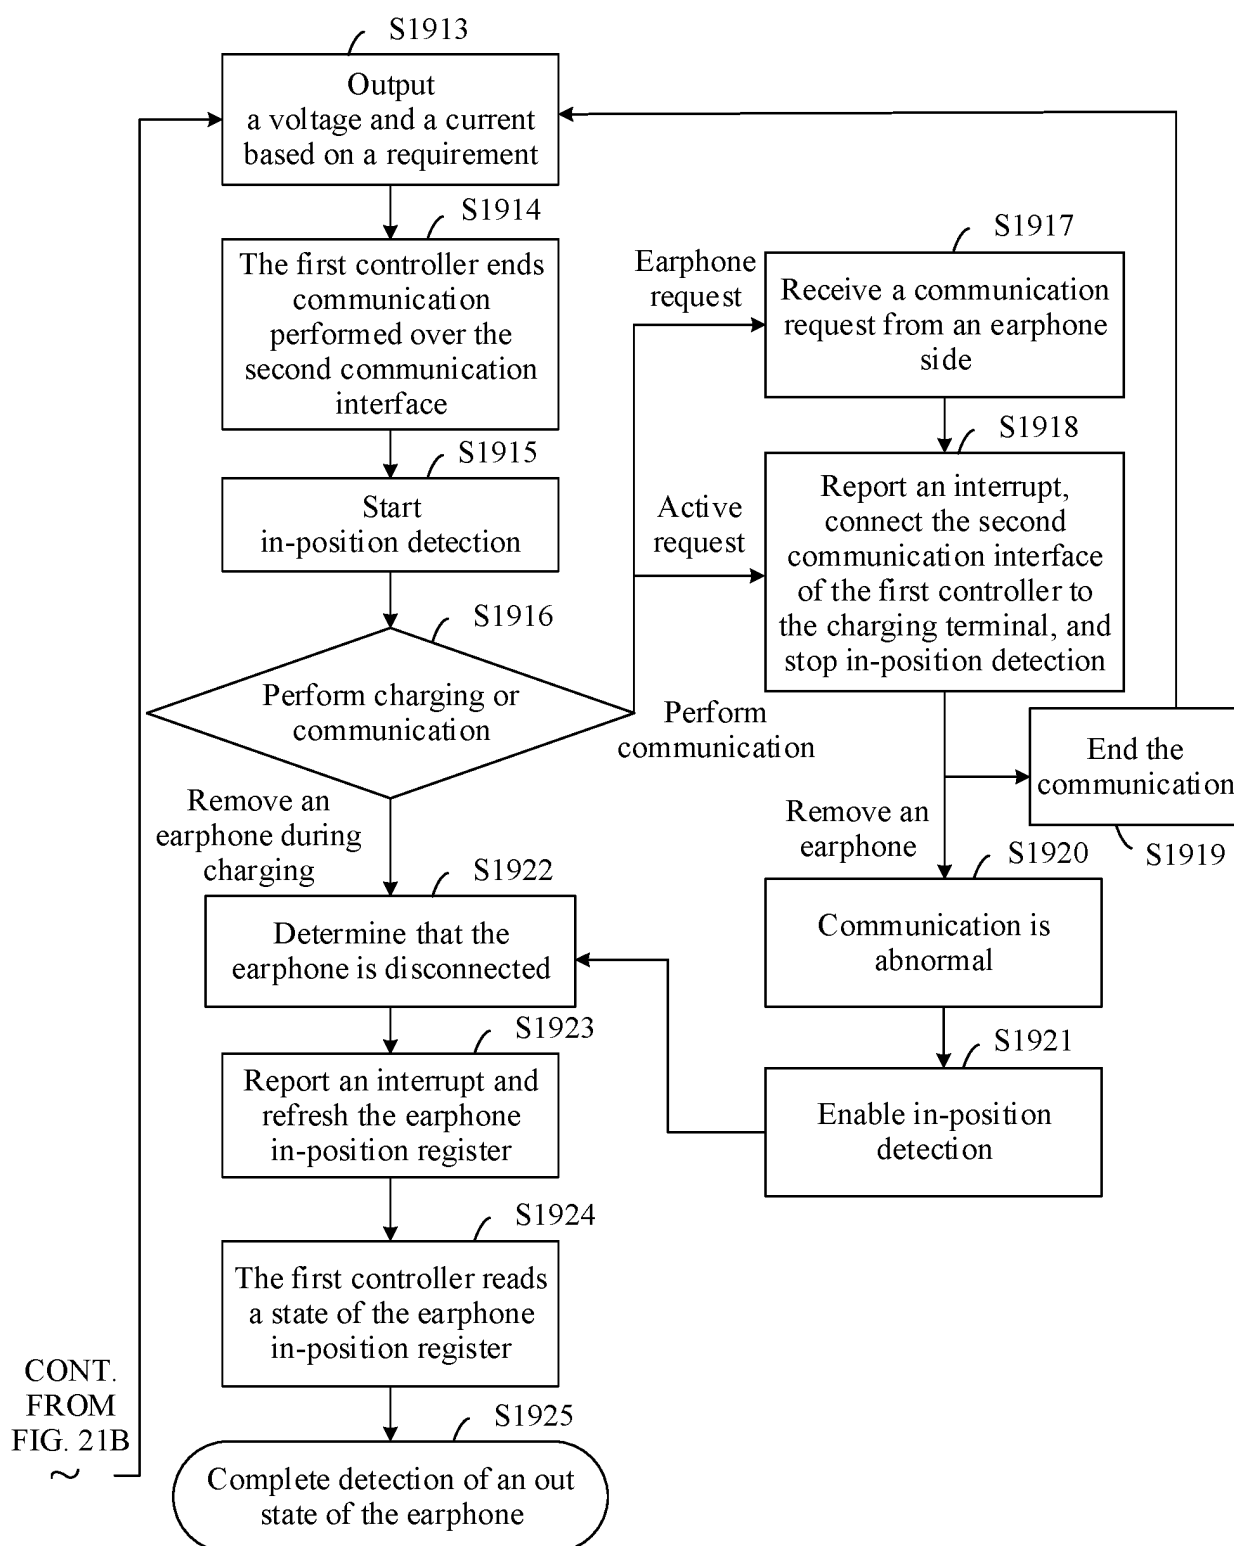 S1913
Output
a voltage and a current
based on a requirement
S1914
The first controller ends
communication
performed over the
second communication
interface
S1915
Start
in-position detection
S1916
Perform charging or
communication
Earphone
request
Active
request
Perform
communication
S1917
Receive a communication
request from an earphone
side
S1918
Report an interrupt,
connect the second
communication interface
of the first controller to
the charging terminal, and
stop in-position detection
End the
communication
S1919
Remove an
earphone
S1920
Communication is
abnormal
S1921
Enable in-position
detection
Remove an
earphone during
charging
S1922
Determine that the
earphone is disconnected
S1923
Report an interrupt and
refresh the earphone
in-position register
S1924
The first controller reads
a state of the earphone
in-position register
S1925
Complete detection of an out
state of the earphone
CONT.
FROM
FIG. 21B
~